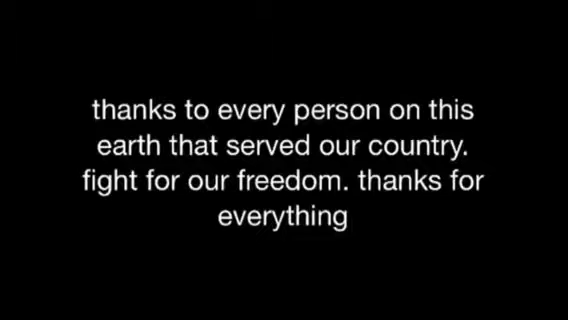 thanks to every person on this
earth that served our country.
fight for our freedom. thanks for
everything